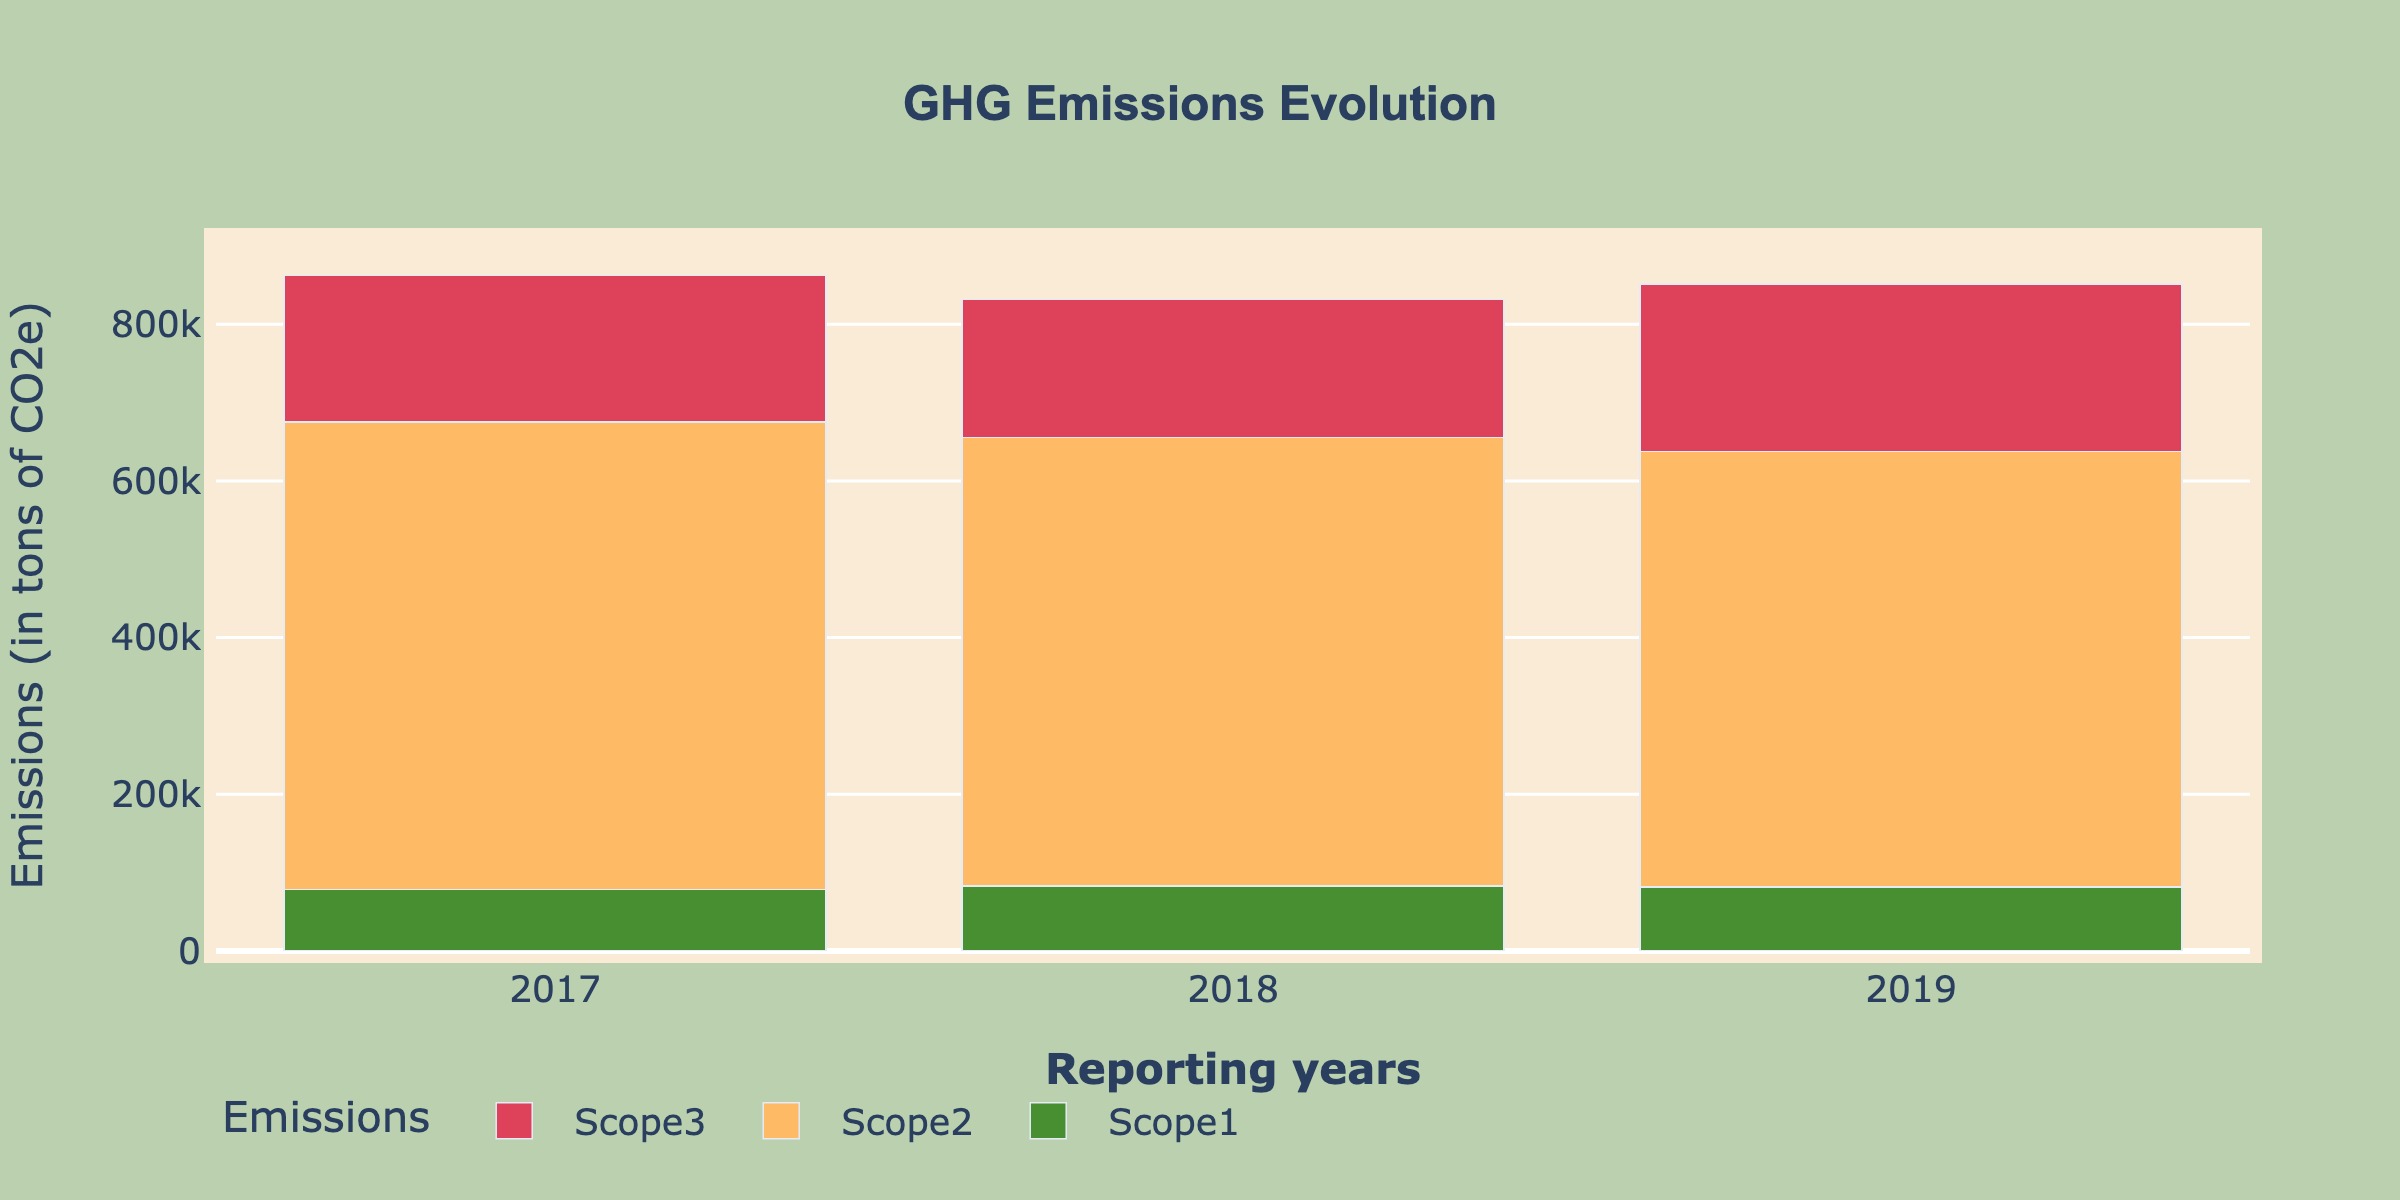 GHG Emissions Evolution
Emissions (in tons of CO2e)
800k
600k
400k
200k
0
2017 2018 2019
Reporting years
Emissions Scope3 Scope2 Scope1